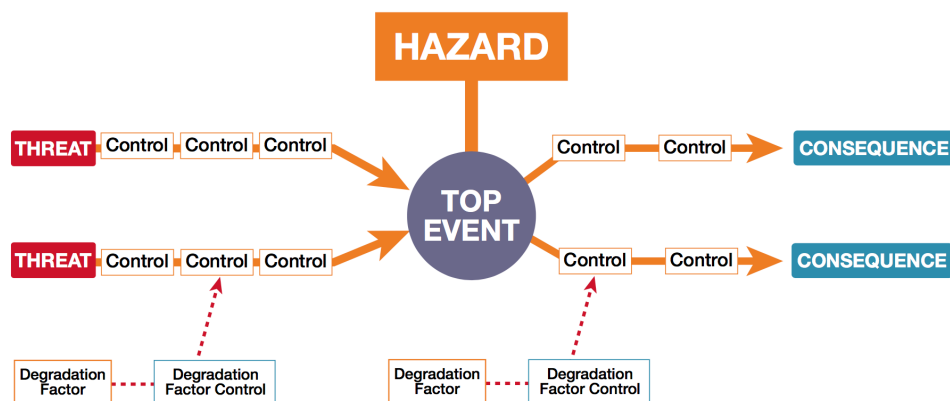 HAZARD
THREAT Control Control Control Control Control CONSEQUENCE
TOP
EVENT
THREAT Control Control Control Control Control CONSEQUENCE
Degradation
Factor
Degradation
Factor Control
Degradation
Factor
Degradation
Factor Control